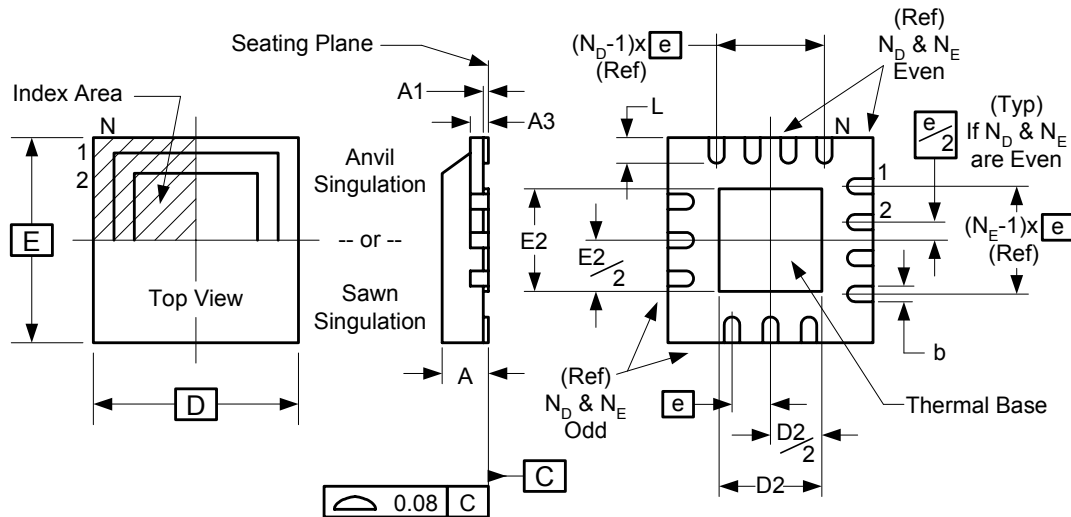 Seating Plane
Index Area
N
1
2
E
Top View
D
A1
A3
Anvil
Singulation
-- or --
Sawn
Singulation
A
0.08 C
C
(N_D-1)x e
(Ref)
(Ref)
N_D & N_E
Even
L
N
e/2
(Typ)
If N_D & N_E
are Even
1
2
(N_E-1)x e
(Ref)
E2
E2/2
b
(Ref)
N_D & N_E
Odd
e
Thermal Base
D2/2
D2